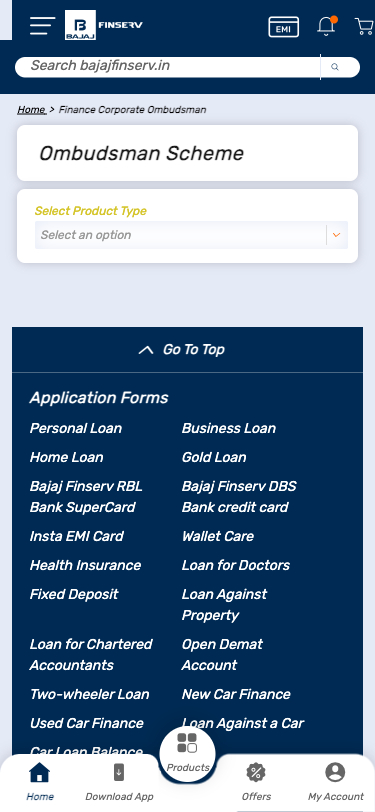 BAJAJ FINSERV EMI
Search bajajfinserv.in
Home > Finance Corporate Ombudsman
Ombudsman Scheme
Select Product Type
Select an option
Go To Top
Application Forms
Personal Loan Business Loan
Home Loan Gold Loan
Bajaj Finserv RBL Bajaj Finserv DBS
Bank SuperCard Bank credit card
Insta EMI Card Wallet Care
Health Insurance Loan for Doctors
Fixed Deposit Loan Against
Property
Loan for Chartered Open Demat
Accountants Account
Two-wheeler Loan New Car Finance
Used Car Finance Loan Against a Car
Car Loan Balance
Home Download App Products Offers My Account